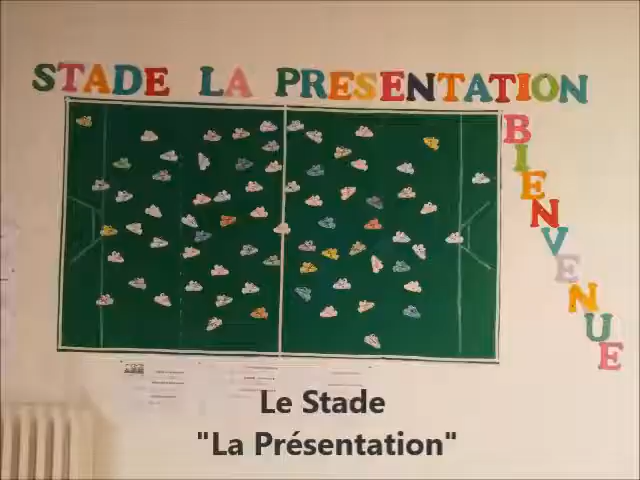 STADE LA PRESENTATION
BIENVENUE
Le Stade
"La Présentation"